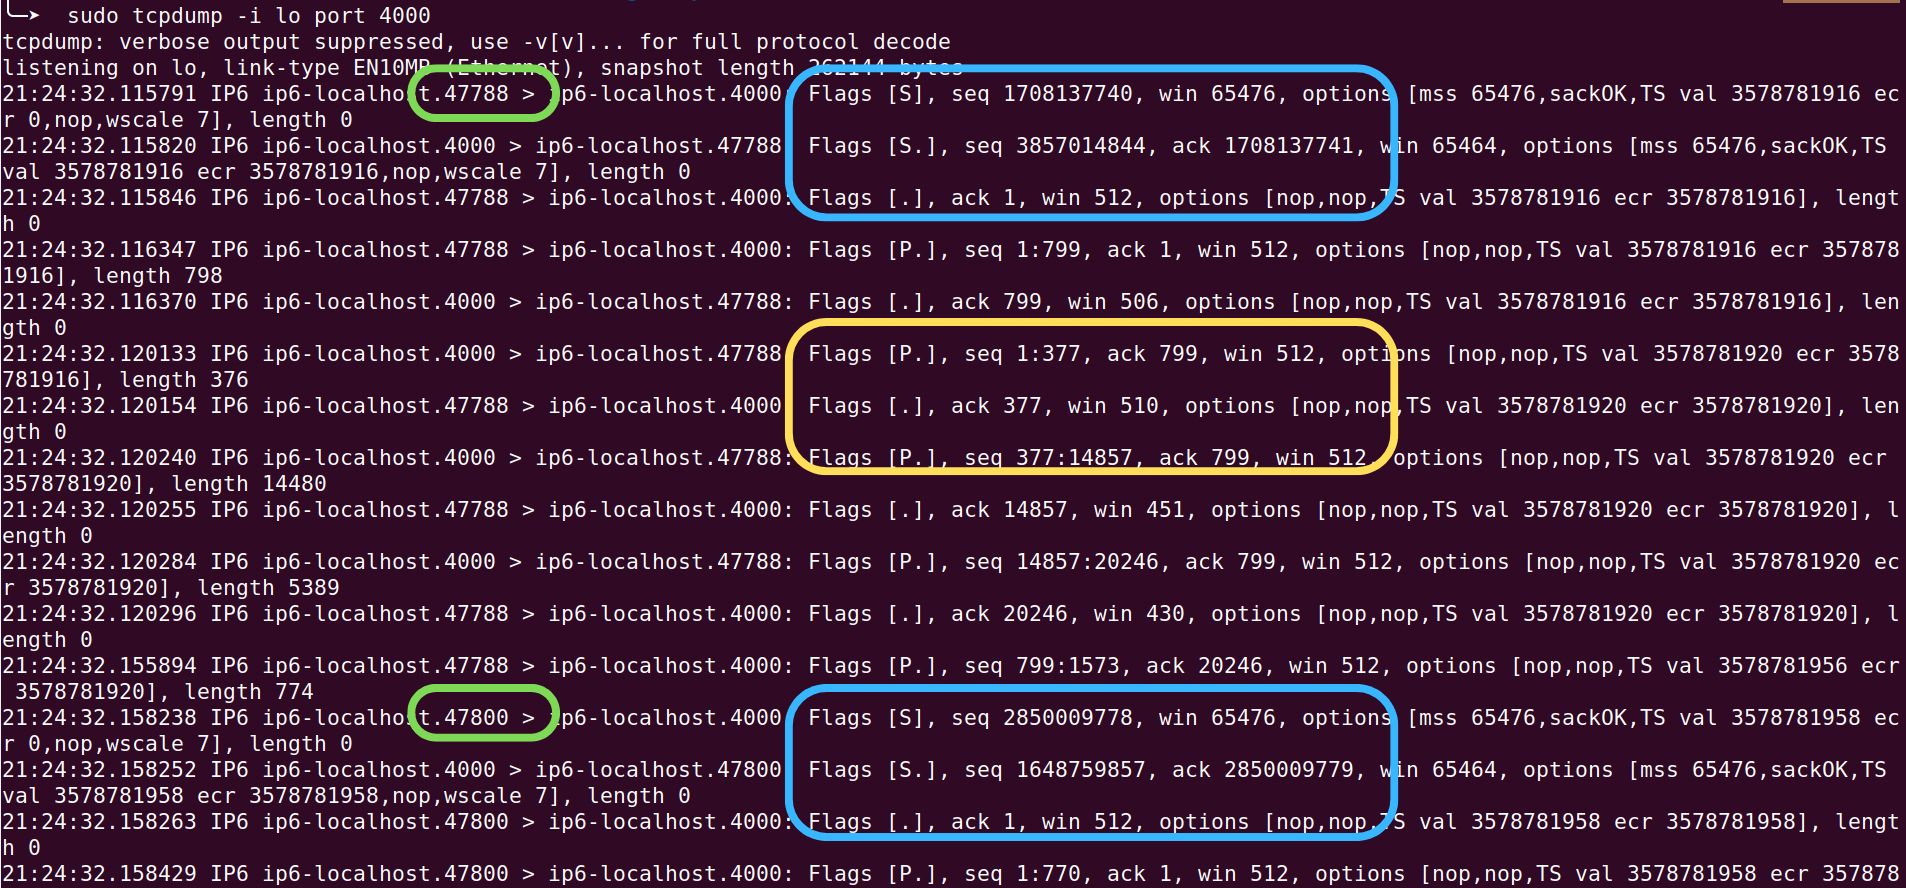 sudo tcpdump -i lo port 4000
tcpdump: verbose output suppressed, use -v[v]... for full protocol decode
listening on lo, link-type EN10MB (Ethernet), snapshot length 262144 bytes
21:24:32.115791 IP6 ip6-localhost.47788 > ip6-localhost.4000: Flags [S], seq 1708137740, win 65476, options [mss 65476,sackOK,TS val 3578781916 ec
r 0,nop,wscale 7], length 0
21:24:32.115820 IP6 ip6-localhost.4000 > ip6-localhost.47788: Flags [S.], seq 3857014844, ack 1708137741, win 65464, options [mss 65476,sackOK,TS
val 3578781916 ecr 3578781916,nop,wscale 7], length 0
21:24:32.115846 IP6 ip6-localhost.47788 > ip6-localhost.4000: Flags [.], ack 1, win 512, options [nop,nop,TS val 3578781916 ecr 3578781916], lengt
h 0
21:24:32.116347 IP6 ip6-localhost.47788 > ip6-localhost.4000: Flags [P.], seq 1:799, ack 1, win 512, options [nop,nop,TS val 3578781916 ecr 357878
1916], length 798
21:24:32.116370 IP6 ip6-localhost.4000 > ip6-localhost.47788: Flags [.], ack 799, win 506, options [nop,nop,TS val 3578781916 ecr 3578781916], len
gth 0
21:24:32.120133 IP6 ip6-localhost.4000 > ip6-localhost.47788: Flags [P.], seq 1:377, ack 799, win 512, options [nop,nop,TS val 3578781920 ecr 3578
781916], length 376
21:24:32.120154 IP6 ip6-localhost.47788 > ip6-localhost.4000: Flags [.], ack 377, win 510, options [nop,nop,TS val 3578781920 ecr 3578781920], len
gth 0
21:24:32.120240 IP6 ip6-localhost.4000 > ip6-localhost.47788: Flags [P.], seq 377:14857, ack 799, win 512, options [nop,nop,TS val 3578781920 ecr
3578781920], length 14480
21:24:32.120255 IP6 ip6-localhost.47788 > ip6-localhost.4000: Flags [.], ack 14857, win 451, options [nop,nop,TS val 3578781920 ecr 3578781920], l
ength 0
21:24:32.120284 IP6 ip6-localhost.4000 > ip6-localhost.47788: Flags [P.], seq 14857:20246, ack 799, win 512, options [nop,nop,TS val 3578781920 ec
r 3578781920], length 5389
21:24:32.120296 IP6 ip6-localhost.47788 > ip6-localhost.4000: Flags [.], ack 20246, win 430, options [nop,nop,TS val 3578781920 ecr 3578781920], l
ength 0
21:24:32.155894 IP6 ip6-localhost.47788 > ip6-localhost.4000: Flags [P.], seq 799:1573, ack 20246, win 512, options [nop,nop,TS val 3578781956 ecr
3578781920], length 774
21:24:32.158238 IP6 ip6-localhost.47800 > ip6-localhost.4000: Flags [S], seq 2850009778, win 65476, options [mss 65476,sackOK,TS val 3578781958 ec
r 0,nop,wscale 7], length 0
21:24:32.158252 IP6 ip6-localhost.4000 > ip6-localhost.47800: Flags [S.], seq 1648759857, ack 2850009779, win 65464, options [mss 65476,sackOK,TS
val 3578781958 ecr 3578781958,nop,wscale 7], length 0
21:24:32.158263 IP6 ip6-localhost.47800 > ip6-localhost.4000: Flags [.], ack 1, win 512, options [nop,nop,TS val 3578781958 ecr 3578781958], lengt
h 0
21:24:32.158429 IP6 ip6-localhost.47800 > ip6-localhost.4000: Flags [P.], seq 1:770, ack 1, win 512, options [nop,nop,TS val 3578781958 ecr 357878